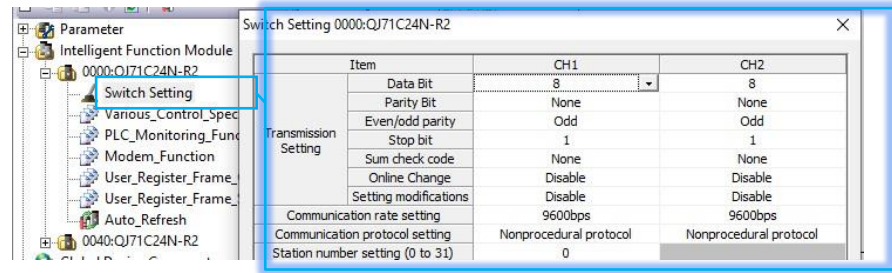 Parameter
Intelligent Function Module
0000:QJ71C24N-R2
Switch Setting
Various_Control_Spec
PLC_Monitoring_Func
Modem_Function
User_Register_Frame_
User_Register_Frame_
Auto_Refresh
0040:QJ71C24N-R2
Switch Setting 0000:QJ71C24N-R2
Item CH1 CH2
Transmission Setting
Data Bit 8 8
Parity Bit None None
Even/odd parity Odd Odd
Stop bit 1 1
Sum check code None None
Online Change Disable Disable
Setting modifications Disable Disable
Communication rate setting 9600bps 9600bps
Communication protocol setting Nonprocedural protocol Nonprocedural protocol
Station number setting (0 to 31) 0